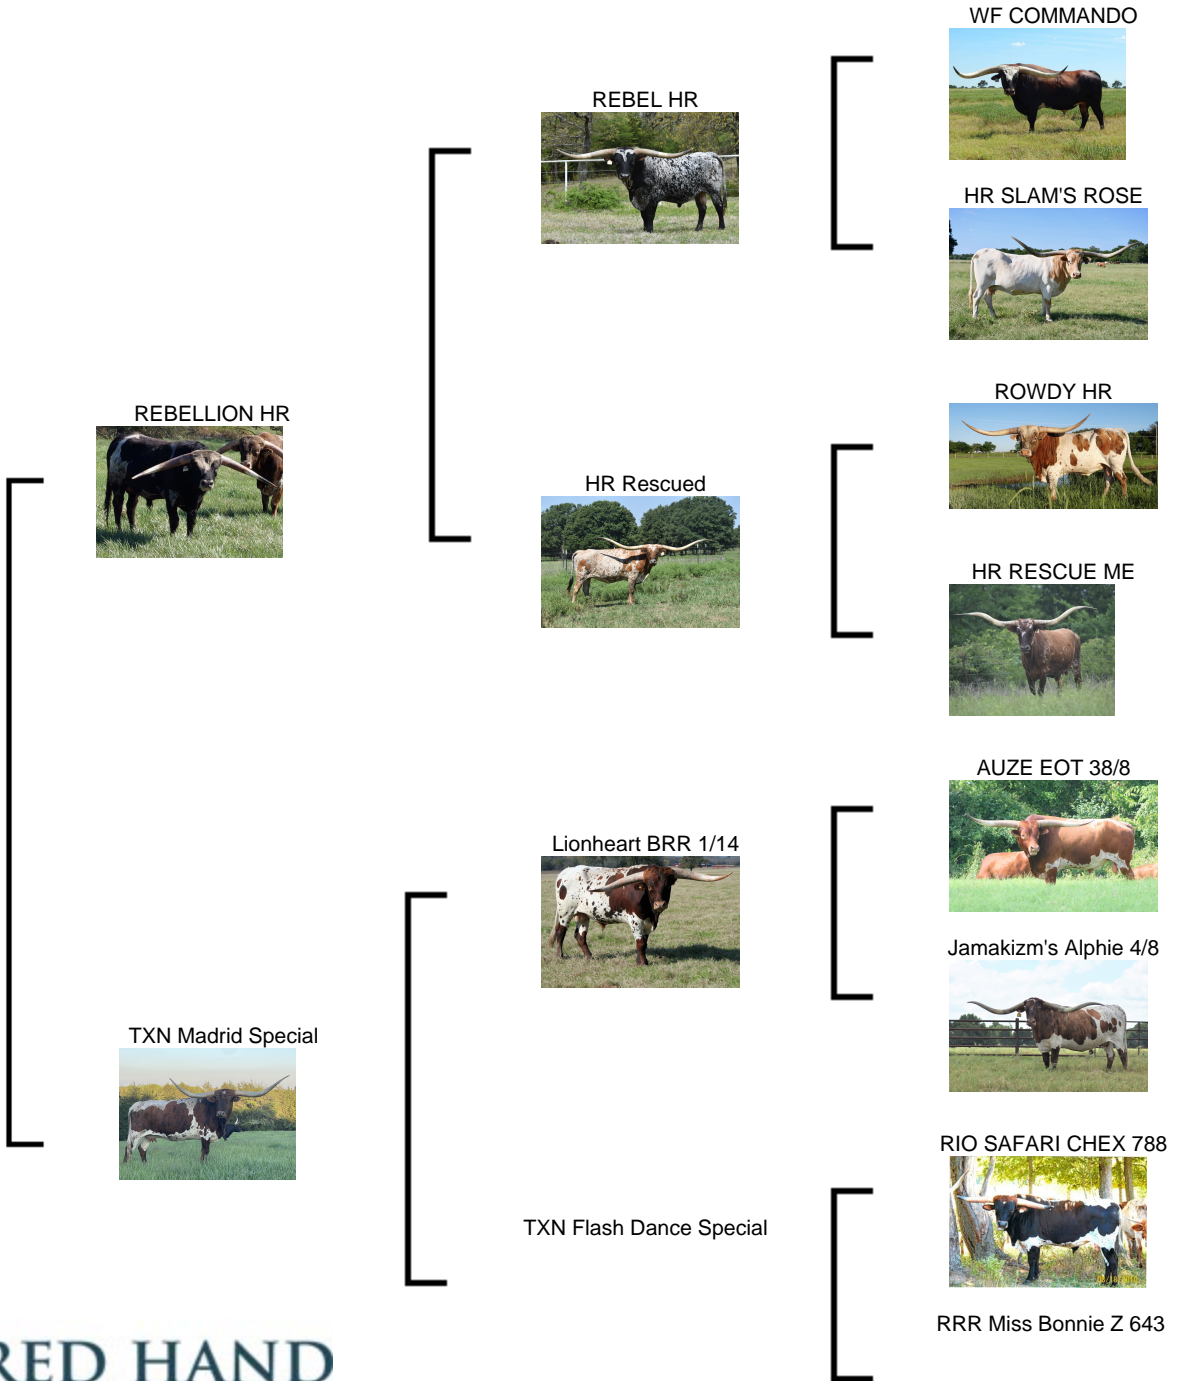 WF COMMANDO
REBEL HR
HR SLAM'S ROSE
ROWDY HR
REBELLION HR
HR Rescued
HR RESCUE ME
AUZE EOT 38/8
Lionheart BRR 1/14
Jamakizm's Alphie 4/8
TXN Madrid Special
RIO SAFARI CHEX 788
TXN Flash Dance Special
RRR Miss Bonnie Z 643
RED HAND